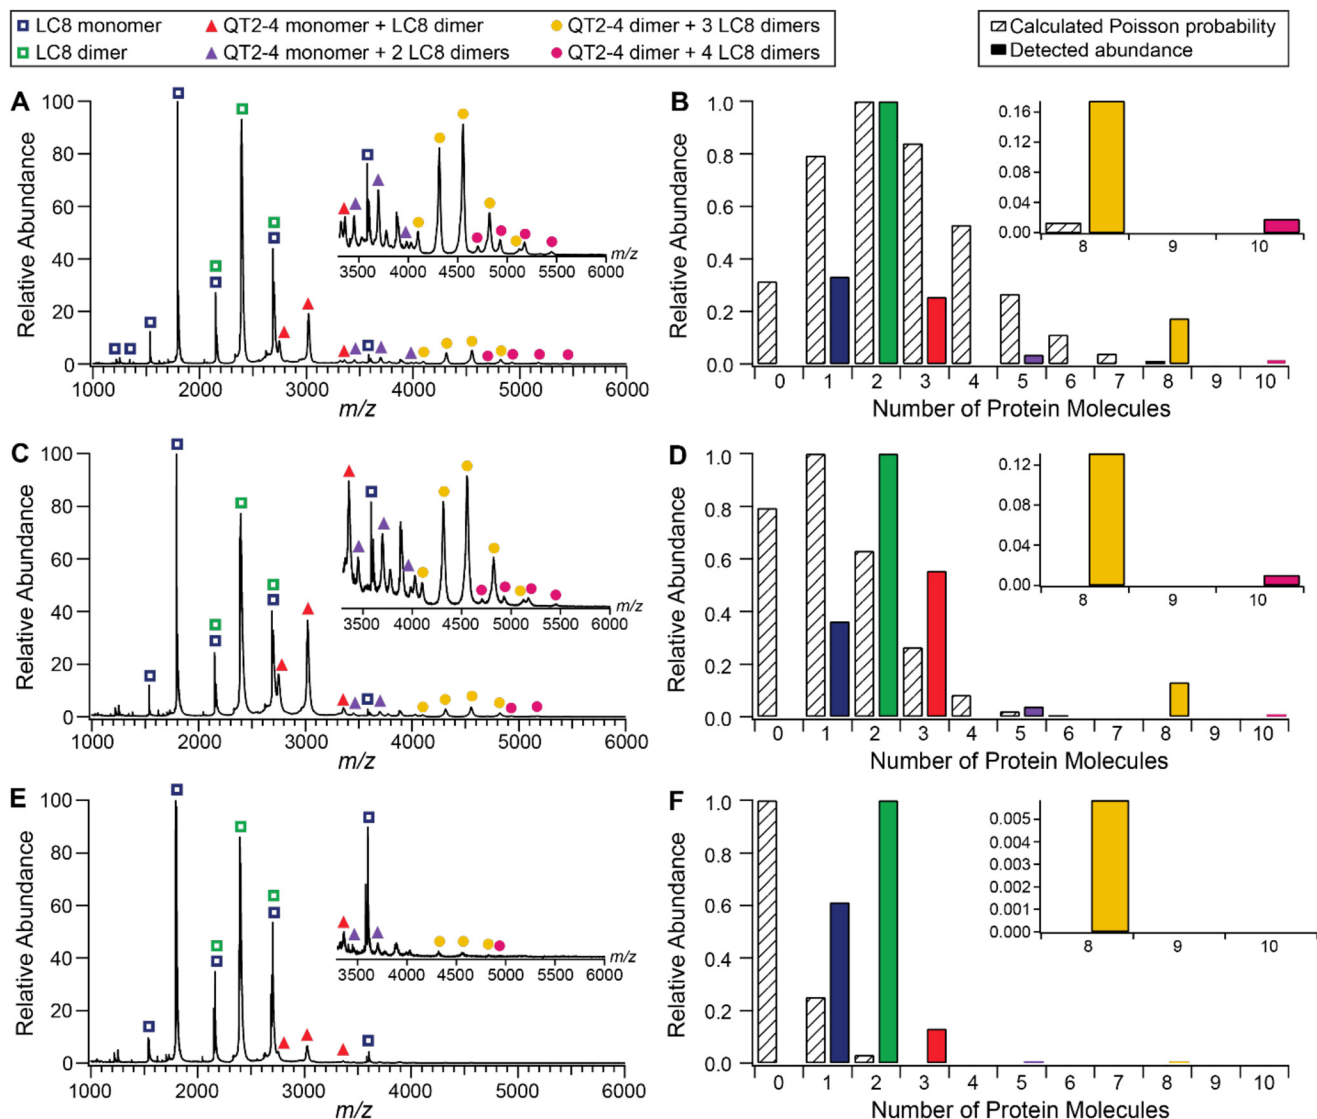 LC8 monomer
QT2-4 monomer + LC8 dimer
QT2-4 dimer + 3 LC8 dimers
LC8 dimer
QT2-4 monomer + 2 LC8 dimers
QT2-4 dimer + 4 LC8 dimers
Calculated Poisson probability
Detected abundance
A
100
80
60
40
20
0
Relative Abundance
1000 2000 3000 4000 5000 6000
m/z
3500 4000 4500 5000 5500 6000
m/z
B
1.0
0.8
0.6
0.4
0.2
0.0
Relative Abundance
0 1 2 3 4 5 6 7 8 9 10
Number of Protein Molecules
0.16
0.12
0.08
0.04
0.00
8 9 10
C
100
80
60
40
20
0
Relative Abundance
1000 2000 3000 4000 5000 6000
m/z
3500 4000 4500 5000 5500 6000
m/z
D
1.0
0.8
0.6
0.4
0.2
0.0
Relative Abundance
0 1 2 3 4 5 6 7 8 9 10
Number of Protein Molecules
0.12
0.08
0.04
0.00
8 9 10
E
100
80
60
40
20
0
Relative Abundance
1000 2000 3000 4000 5000 6000
m/z
3500 4000 4500 5000 5500 6000
m/z
F
1.0
0.8
0.6
0.4
0.2
0.0
Relative Abundance
0 1 2 3 4 5 6 7 8 9 10
Number of Protein Molecules
0.005
0.004
0.003
0.002
0.001
0.000
8 9 10